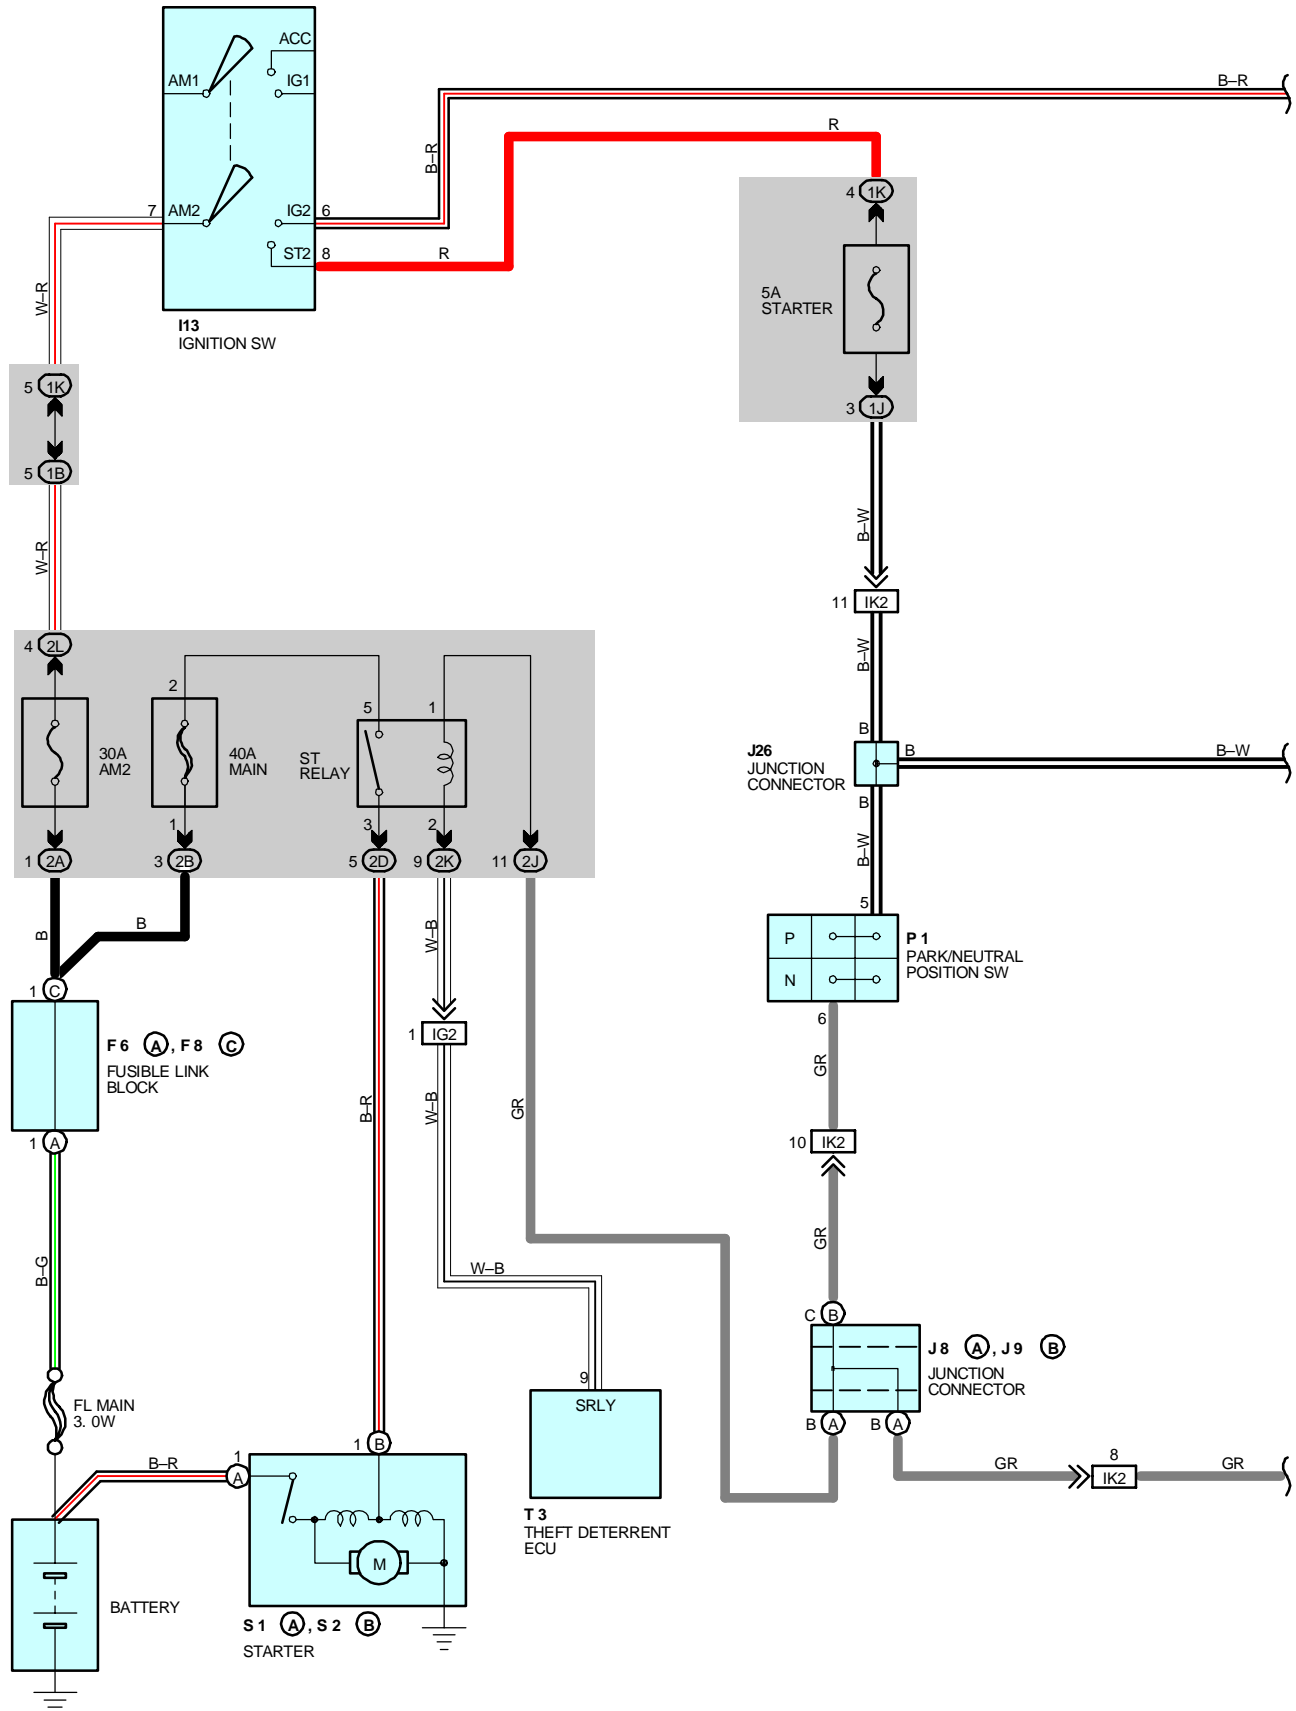 ACC
AM1
IG1
B–R
B–R
R
7
AM2
IG2
6
ST2
8
R
4
1K
5A
STARTER
W–R
I13
IGNITION SW
5
1K
3
1J
5
1B
B–W
W–R
11
IK2
4
2L
B–W
2
5
1
B
30A
AM2
40A
MAIN
ST
RELAY
J26
JUNCTION
CONNECTOR
B
B–W
B
1
3
2
1
2A
3
2B
5
2D
9
2K
11
2J
B–W
5
B
B
W–B
P
N
P 1
PARK/NEUTRAL
POSITION SW
1
C
6
1
IG2
F 6 A , F 8 C
FUSIBLE LINK
BLOCK
GR
B–R
W–B
GR
1
A
10
IK2
GR
B–G
W–B
C
B
J 8 A , J 9 B
JUNCTION
CONNECTOR
9
SRLY
FL MAIN
3. 0W
B
A
B
A
1
B
B–R
1
A
GR
8
IK2
GR
T 3
THEFT DETERRENT
ECU
M
BATTERY
S 1 A , S 2 B
STARTER